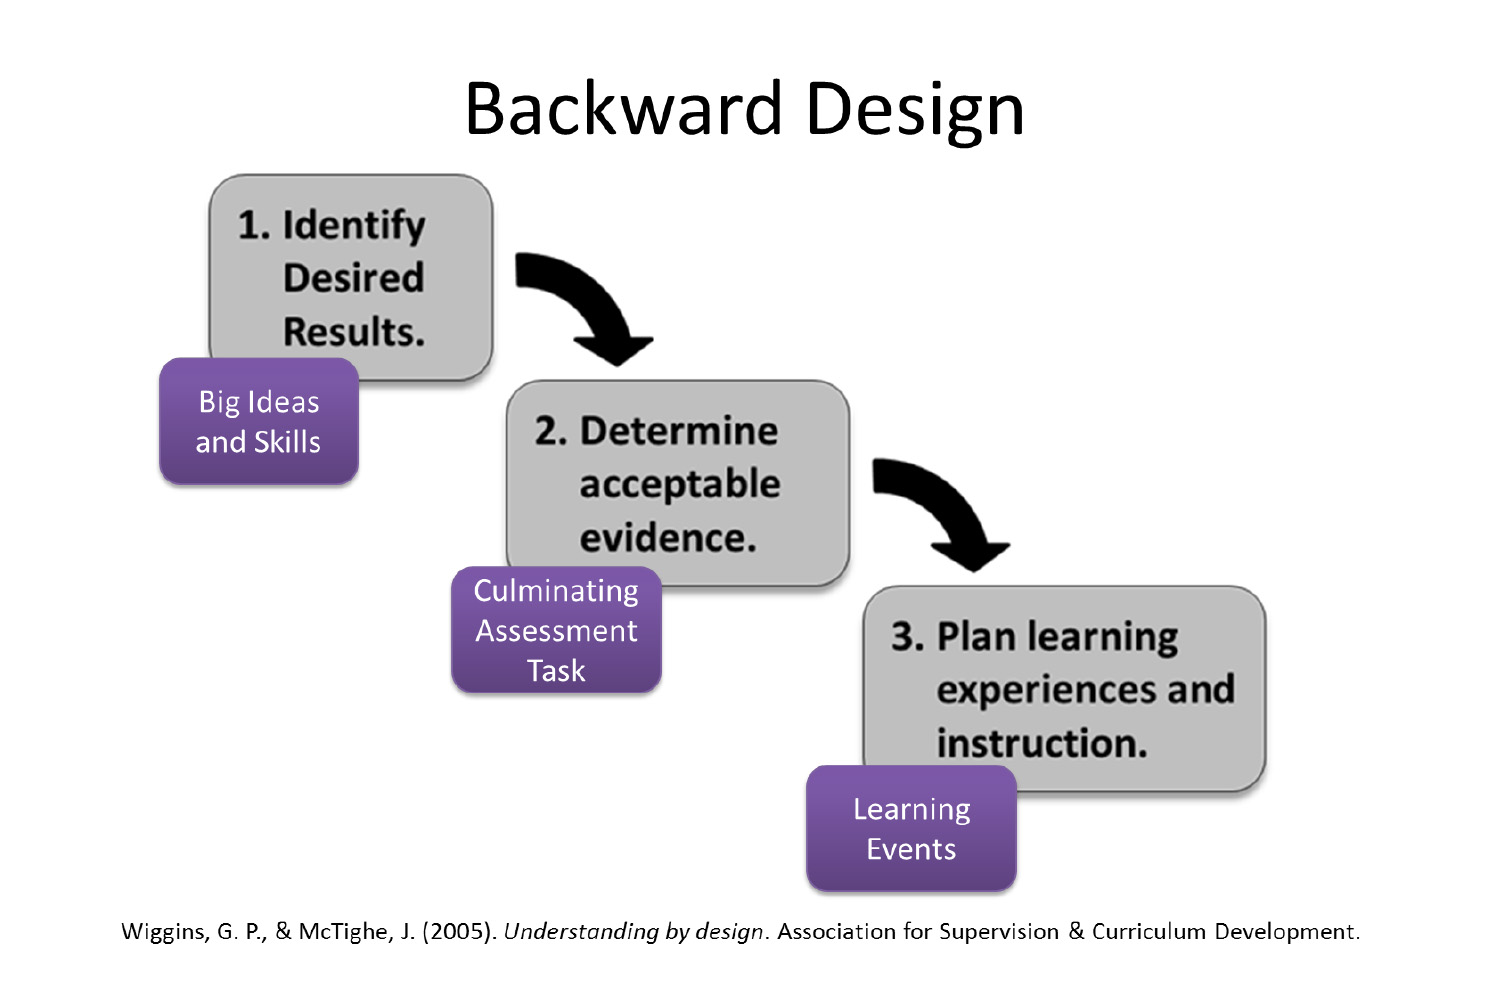 Backward Design
1. Identify
Desired
Results.
Big Ideas
and Skills
2. Determine
acceptable
evidence.
Culminating
Assessment
Task
3. Plan learning
experiences and
instruction.
Learning
Events
Wiggins, G. P., & McTighe, J. (2005). Understanding by design. Association for Supervision & Curriculum Development.